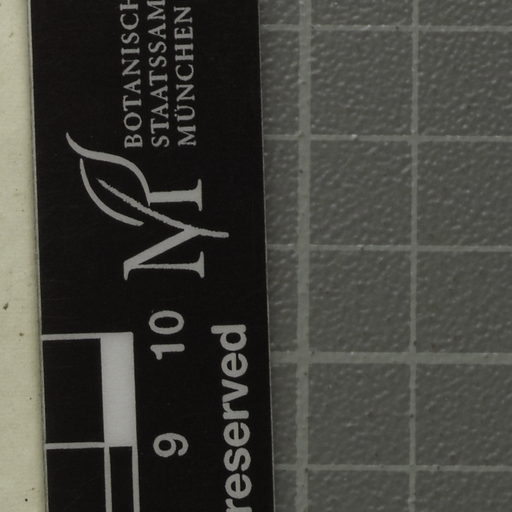 BOTANISCH
STAATSSAM
MÜNCHEN
M
9 10
reserved